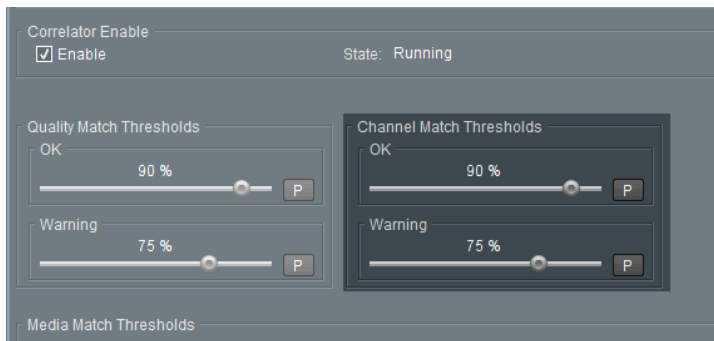 Correlator Enable
Enable
State: Running
Quality Match Thresholds
OK
90 %
P
Warning
75 %
P
Channel Match Thresholds
OK
90 %
P
Warning
75 %
P
Media Match Thresholds